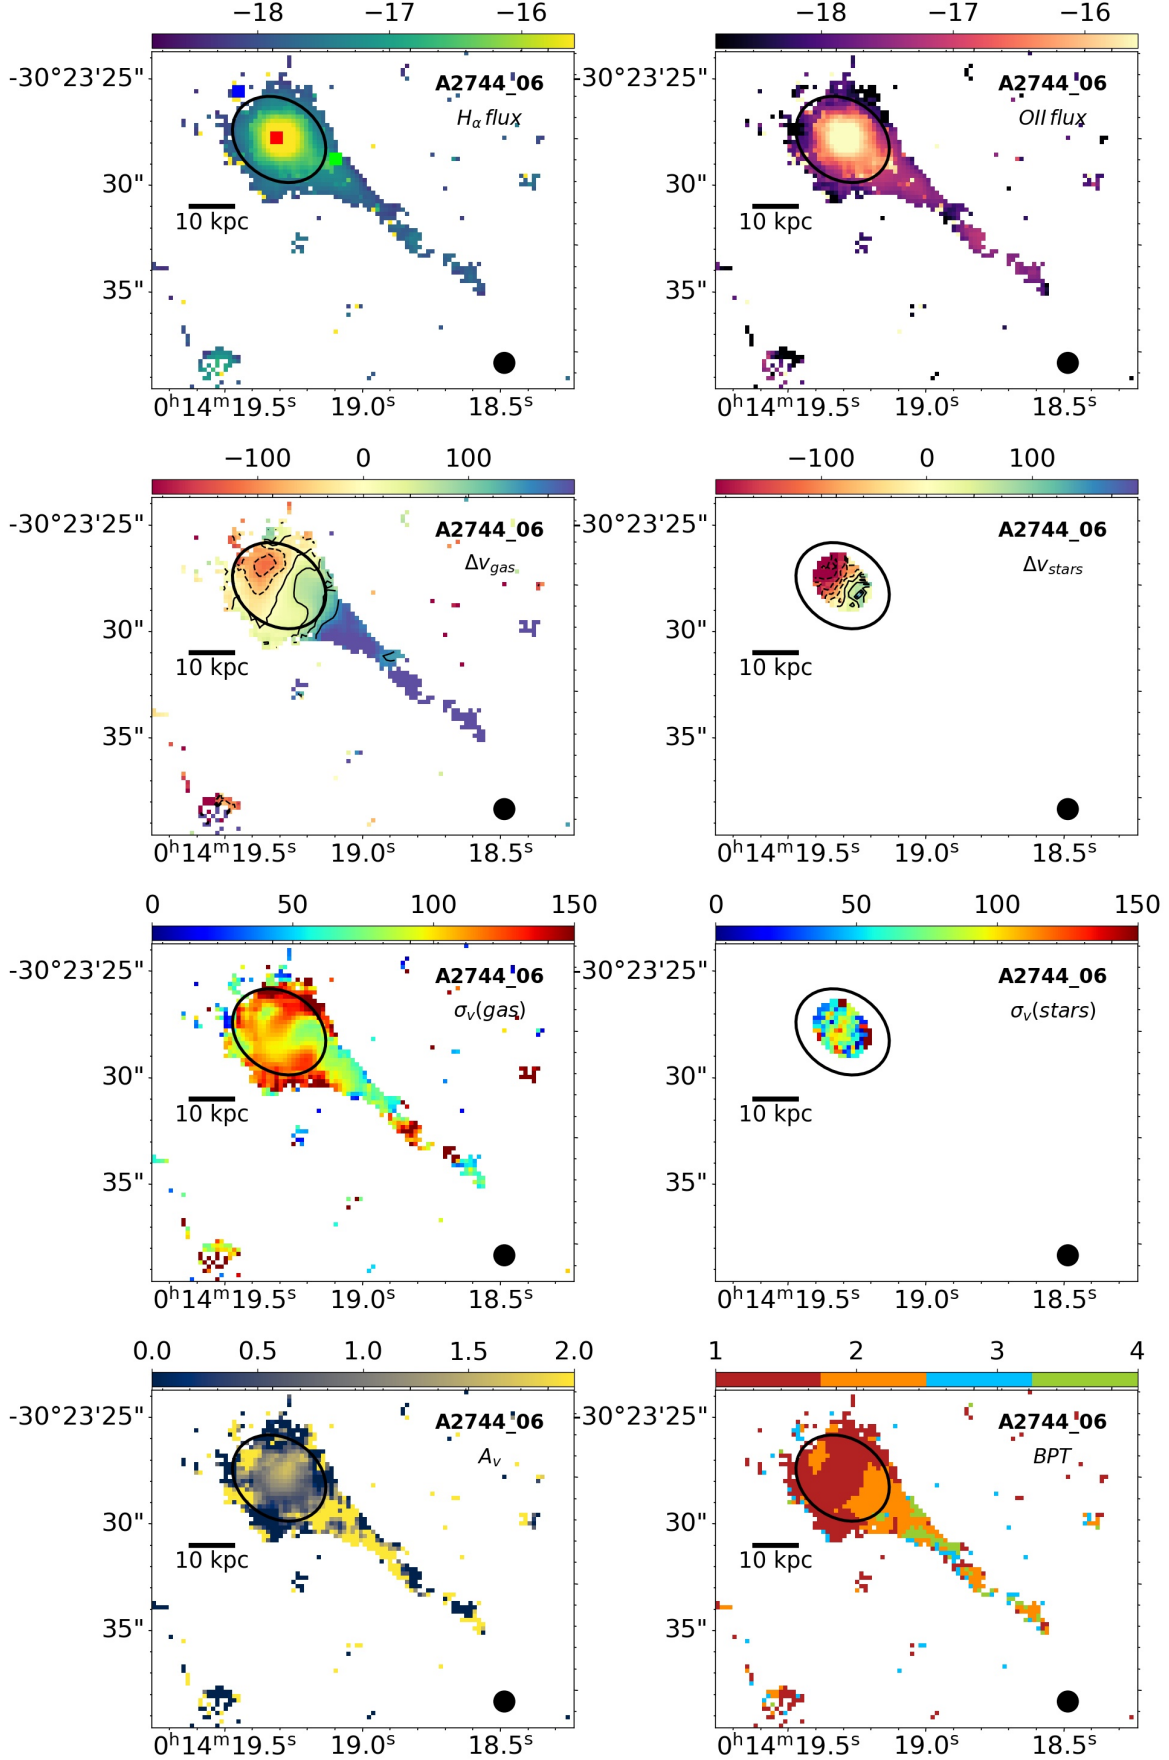 −18 −17 −16 −18 −17 −16
-30°23'25" A2744_06 -30°23'25" A2744_06
Hα flux OII flux
30" 30"
10 kpc 10 kpc
35" 35"
0ʰ14ᵐ19.5ˢ 19.0ˢ 18.5ˢ 0ʰ14ᵐ19.5ˢ 19.0ˢ 18.5ˢ
−100 0 100 −100 0 100
-30°23'25" A2744_06 -30°23'25" A2744_06
Δv_gas Δv_stars
30" 30"
10 kpc 10 kpc
35" 35"
0ʰ14ᵐ19.5ˢ 19.0ˢ 18.5ˢ 0ʰ14ᵐ19.5ˢ 19.0ˢ 18.5ˢ
0 50 100 150 0 50 100 150
-30°23'25" A2744_06 -30°23'25" A2744_06
σ_v(gas) σ_v(stars)
30" 30"
10 kpc 10 kpc
35" 35"
0ʰ14ᵐ19.5ˢ 19.0ˢ 18.5ˢ 0ʰ14ᵐ19.5ˢ 19.0ˢ 18.5ˢ
0.0 0.5 1.0 1.5 2.0 1 2 3 4
-30°23'25" A2744_06 -30°23'25" A2744_06
A_v BPT
30" 30"
10 kpc 10 kpc
35" 35"
0ʰ14ᵐ19.5ˢ 19.0ˢ 18.5ˢ 0ʰ14ᵐ19.5ˢ 19.0ˢ 18.5ˢ